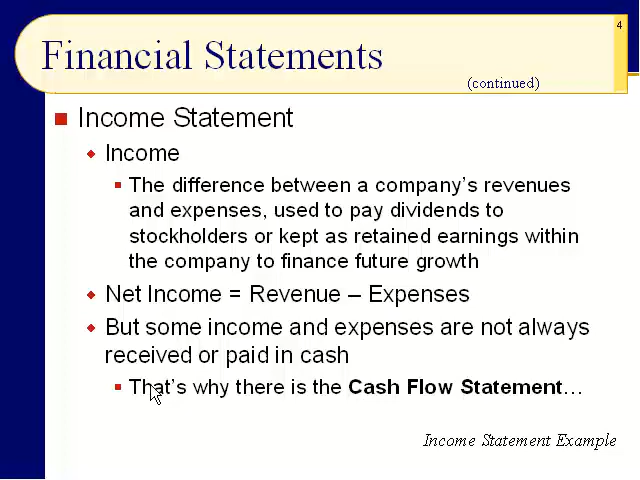 4
Financial Statements
(continued)
Income Statement
Income
The difference between a company's revenues
and expenses, used to pay dividends to
stockholders or kept as retained earnings within
the company to finance future growth
Net Income = Revenue – Expenses
But some income and expenses are not always
received or paid in cash
That's why there is the Cash Flow Statement…
Income Statement Example